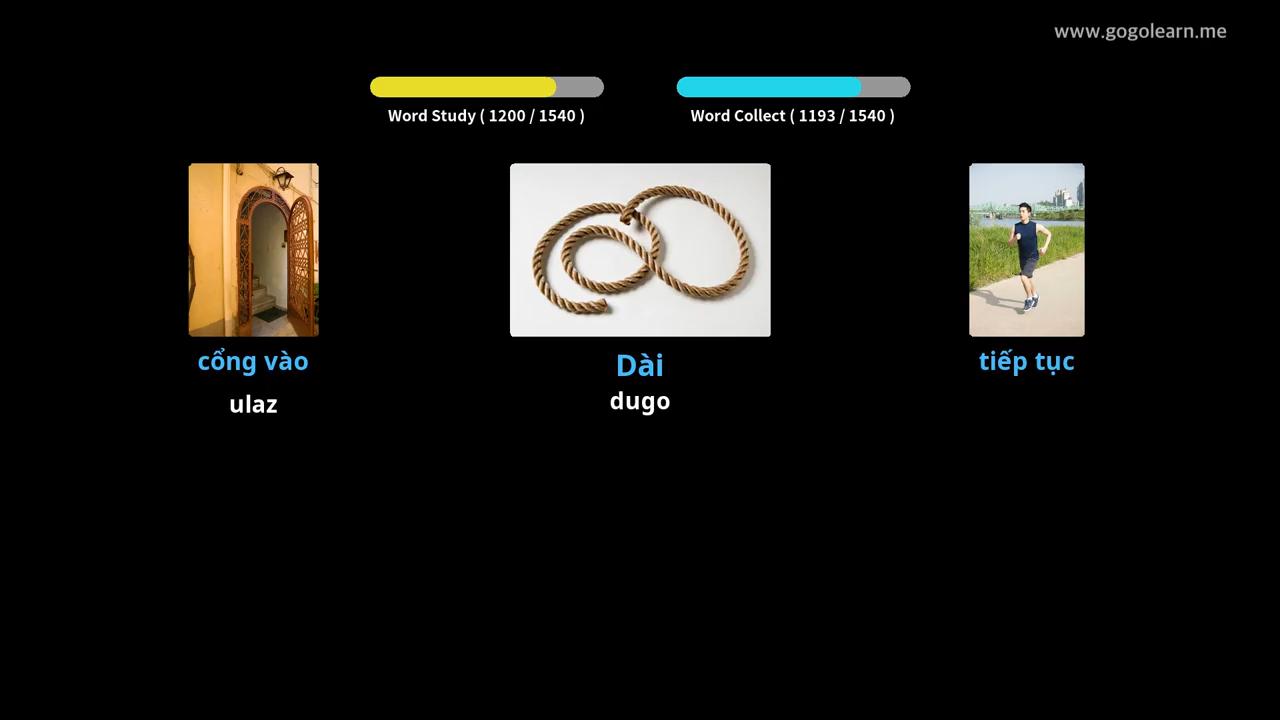 www.gogolearn.me
Word Study ( 1200 / 1540 )
Word Collect ( 1193 / 1540 )
cổng vào
ulaz
Dài
dugo
tiếp tục